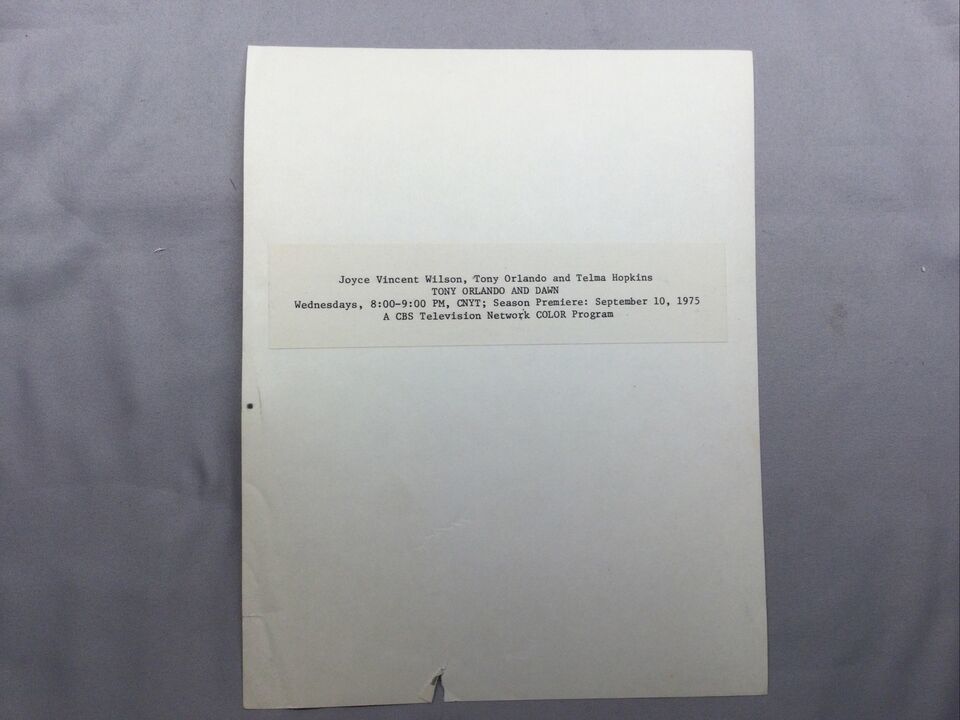 Joyce Vincent Wilson, Tony Orlando and Telma Hopkins
TONY ORLANDO AND DAWN
Wednesdays, 8:00-9:00 PM, CNYT; Season Premiere: September 10, 1975
A CBS Television Network COLOR Program